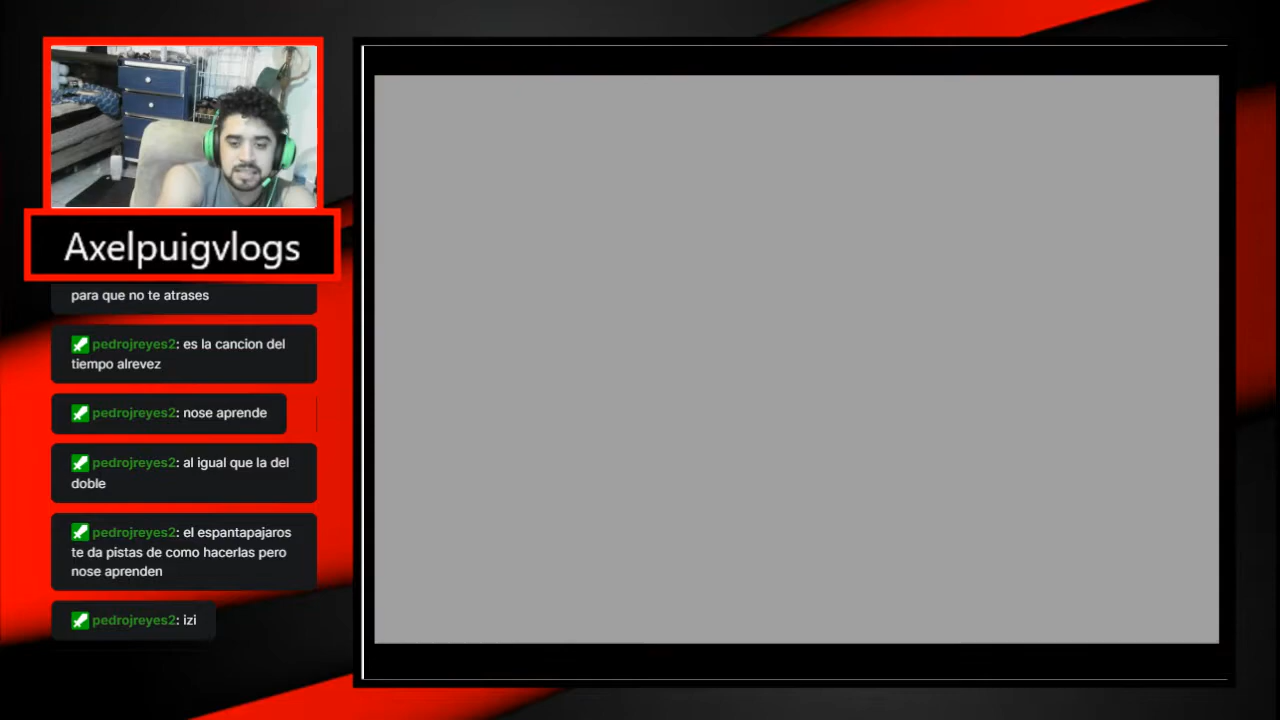 Axelpuigvlogs
para que no te atrases
pedrojreyes2: es la cancion del
tiempo alrevez
pedrojreyes2: nose aprende
pedrojreyes2: al igual que la del
doble
pedrojreyes2: el espantapajaros
te da pistas de como hacerlas pero
nose aprenden
pedrojreyes2: izi